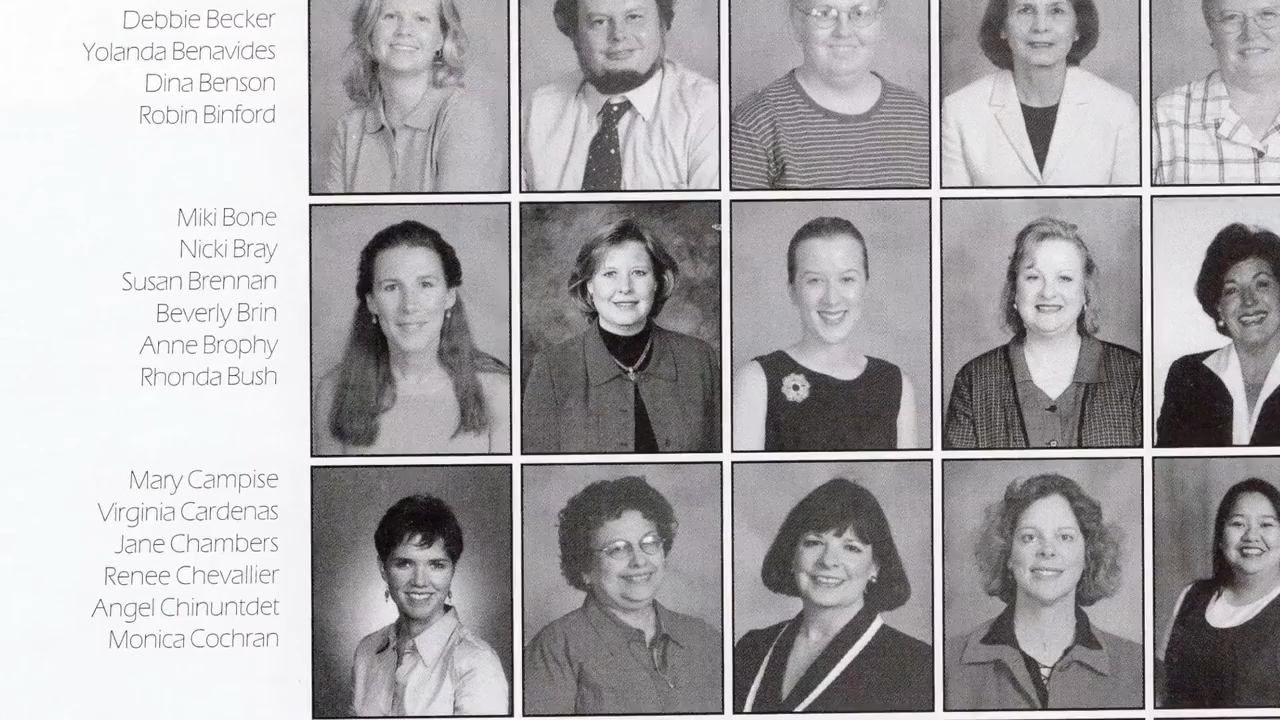 Debbie Becker
Yolanda Benavides
Dina Benson
Robin Binford
Miki Bone
Nicki Bray
Susan Brennan
Beverly Brin
Anne Brophy
Rhonda Bush
Mary Campise
Virginia Cardenas
Jane Chambers
Renee Chevallier
Angel Chinuntdet
Monica Cochran